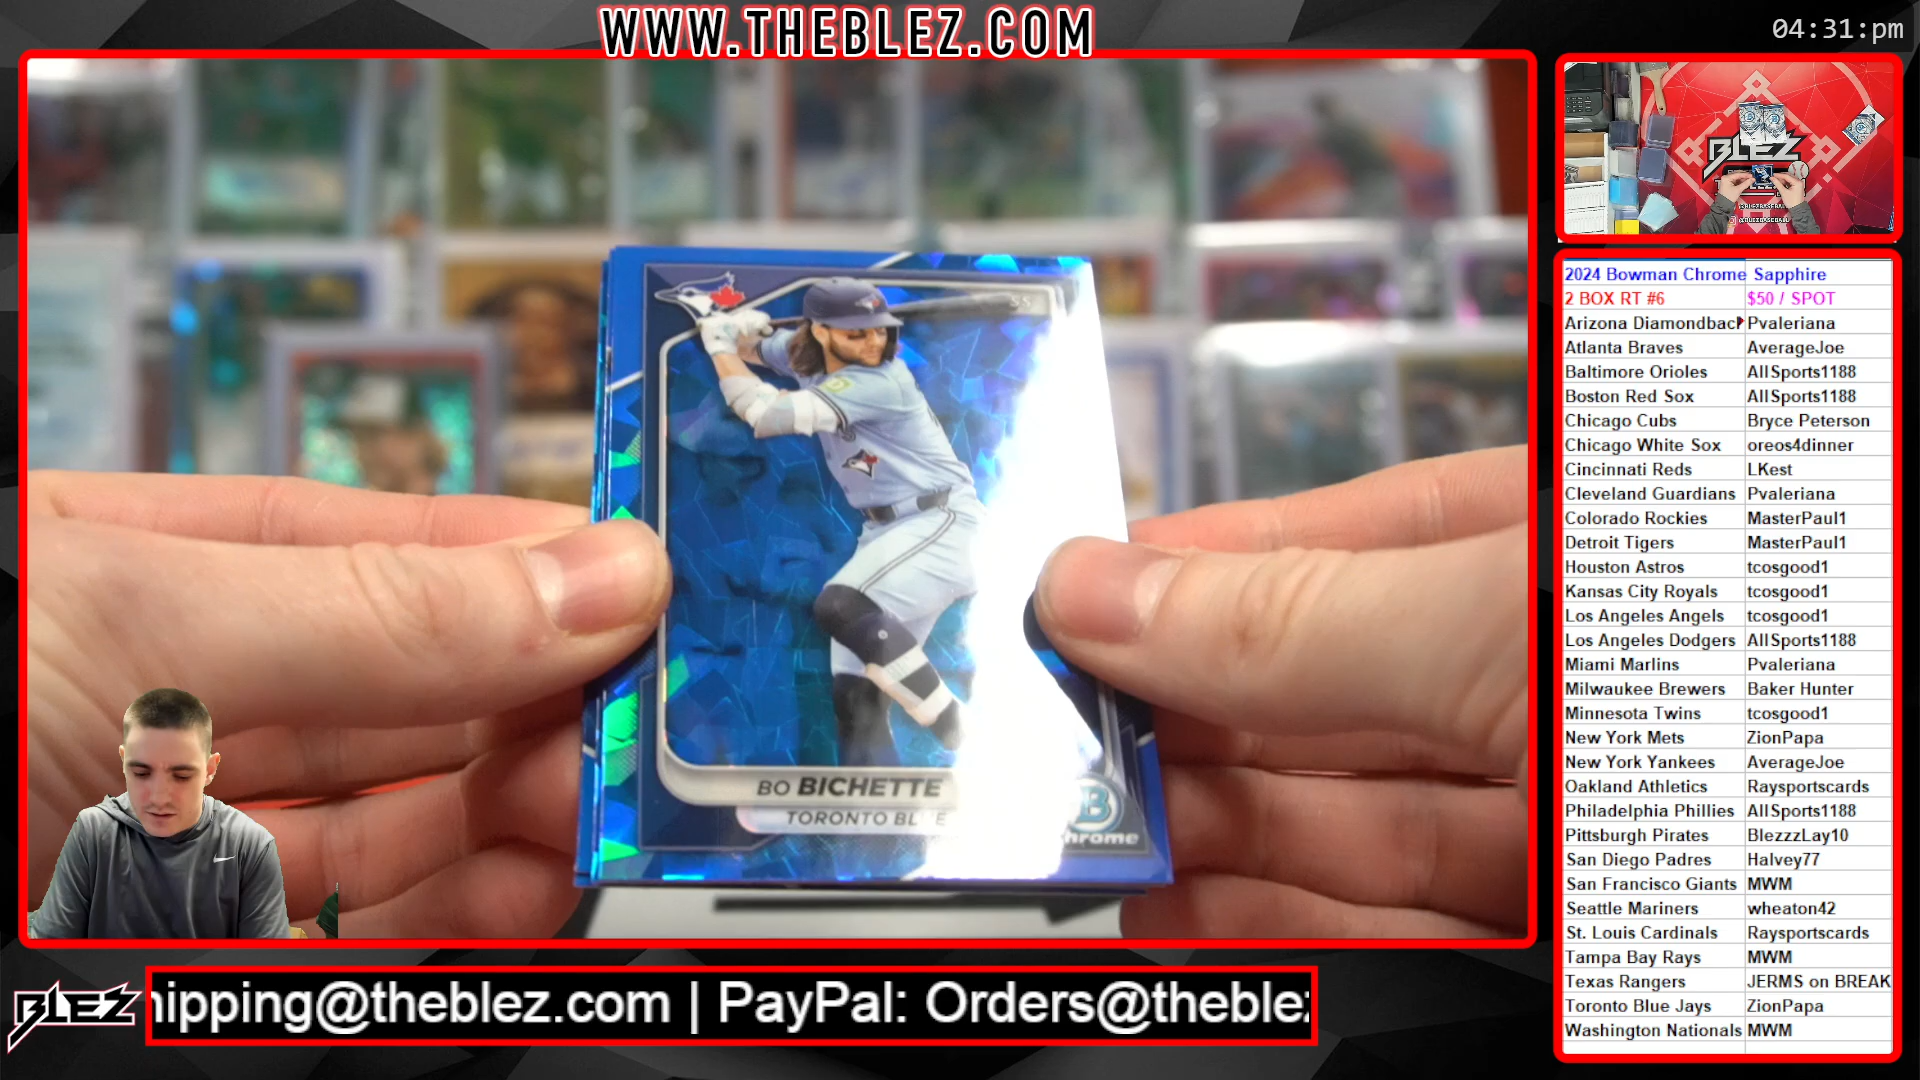 WWW.THEBLEZ.COM
04:31:pm
BLEZ
2024 Bowman Chrome Sapphire
2 BOX RT #6 $50 / SPOT
Arizona Diamondback Pvaleriana
Atlanta Braves AverageJoe
Baltimore Orioles AllSports1188
Boston Red Sox AllSports1188
Chicago Cubs Bryce Peterson
Chicago White Sox oreos4dinner
Cincinnati Reds LKest
Cleveland Guardians Pvaleriana
Colorado Rockies MasterPaul1
Detroit Tigers MasterPaul1
Houston Astros tcosgood1
Kansas City Royals tcosgood1
Los Angeles Angels tcosgood1
Los Angeles Dodgers AllSports1188
Miami Marlins Pvaleriana
Milwaukee Brewers Baker Hunter
Minnesota Twins tcosgood1
New York Mets ZionPapa
New York Yankees AverageJoe
Oakland Athletics Raysportscards
Philadelphia Phillies AllSports1188
Pittsburgh Pirates BlezzzLay10
San Diego Padres Halvey77
San Francisco Giants MWM
Seattle Mariners wheaton42
St. Louis Cardinals Raysportscards
Tampa Bay Rays MWM
Texas Rangers JERMS on BREAK
Toronto Blue Jays ZionPapa
Washington Nationals MWM
SS
BO BICHETTE
TORONTO BLUE
B
chrome
BLEZ
hipping@theblez.com | PayPal: Orders@theblez